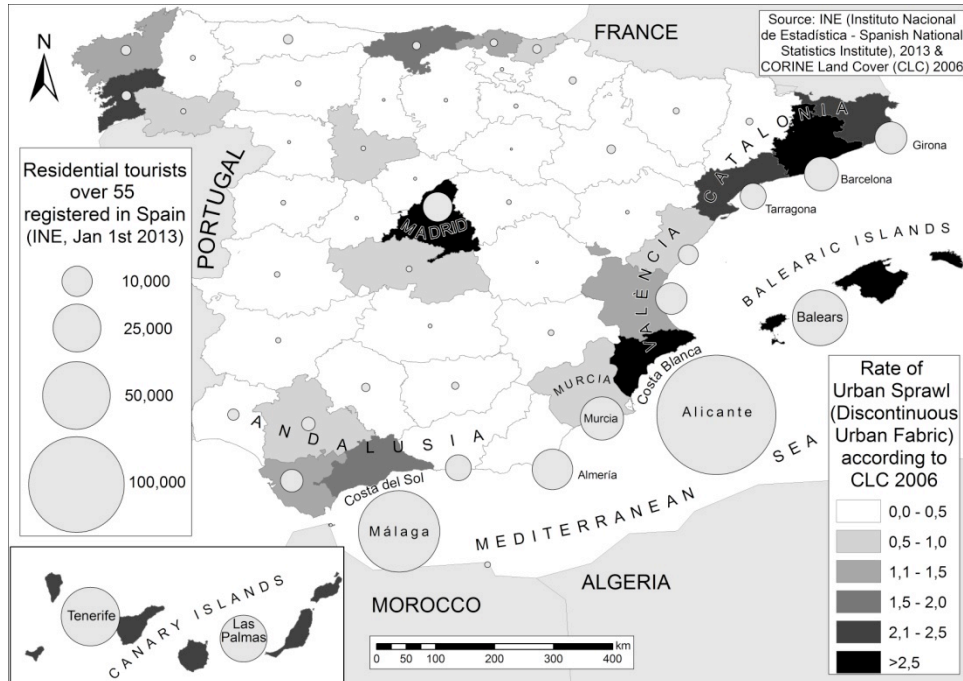 N
FRANCE
Source: INE (Instituto Nacional
de Estadística - Spanish National
Statistics Institute), 2013 &
CORINE Land Cover (CLC) 2006
Residential tourists
over 55
registered in Spain
(INE, Jan 1st 2013)
10,000
25,000
50,000
100,000
PORTUGAL
MADRID
CATALONIA
Girona
Barcelona
Tarragona
VALÈNCIA
BALEARIC ISLANDS
Balears
Costa Blanca
Alicante
MURCIA
Murcia
ANDALUSIA
Almería
Costa del Sol
Málaga
MEDITERRANEAN SEA
MOROCCO
ALGERIA
CANARY ISLANDS
Tenerife
Las
Palmas
0 25 50 100 200 300 400
km
Rate of
Urban Sprawl
(Discontinuous
Urban Fabric)
according to
CLC 2006
0,0 - 0,5
0,5 - 1,0
1,1 - 1,5
1,5 - 2,0
2,1 - 2,5
>2,5